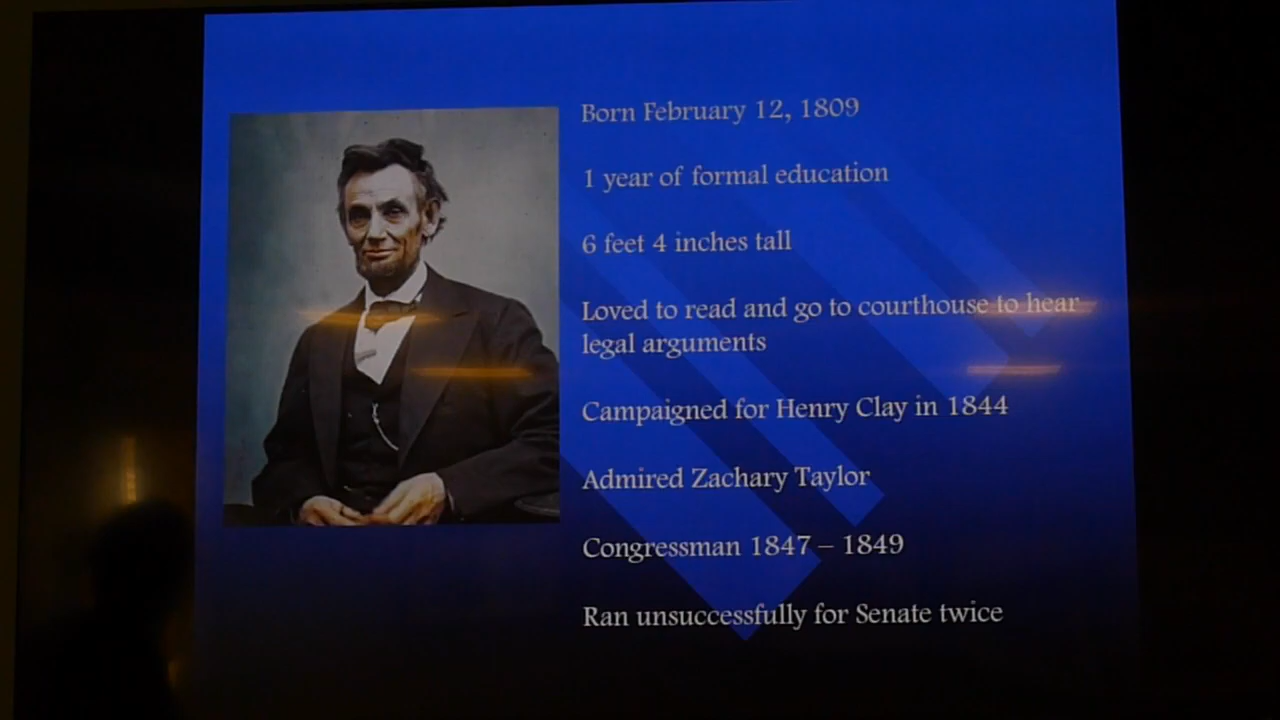 Born February 12, 1809
1 year of formal education
6 feet 4 inches tall
Loved to read and go to courthouse to hear
legal arguments
Campaigned for Henry Clay in 1844
Admired Zachary Taylor
Congressman 1847 – 1849
Ran unsuccessfully for Senate twice